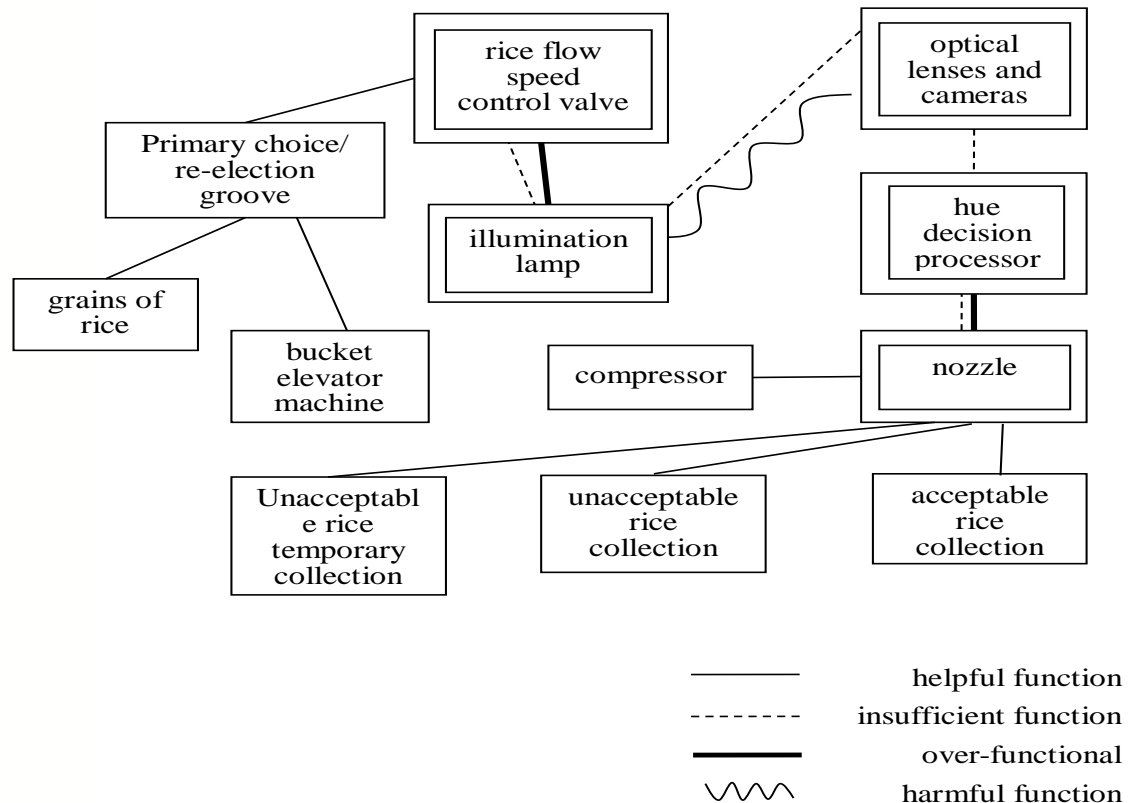 rice flow
speed
control valve
optical
lenses and
cameras
Primary choice/
re-election
groove
illumination
lamp
hue
decision
processor
grains of
rice
bucket
elevator
machine
compressor
nozzle
Unacceptabl
e rice
temporary
collection
unacceptable
rice
collection
acceptable
rice
collection
helpful function
insufficient function
over-functional
harmful function